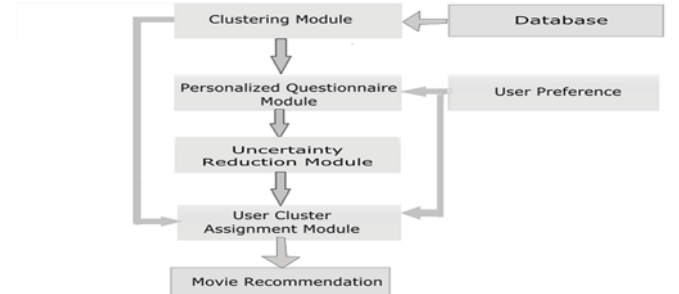 Clustering Module
Database
Personalized Questionnaire
Module
User Preference
Uncertainty
Reduction Module
User Cluster
Assignment Module
Movie Recommendation